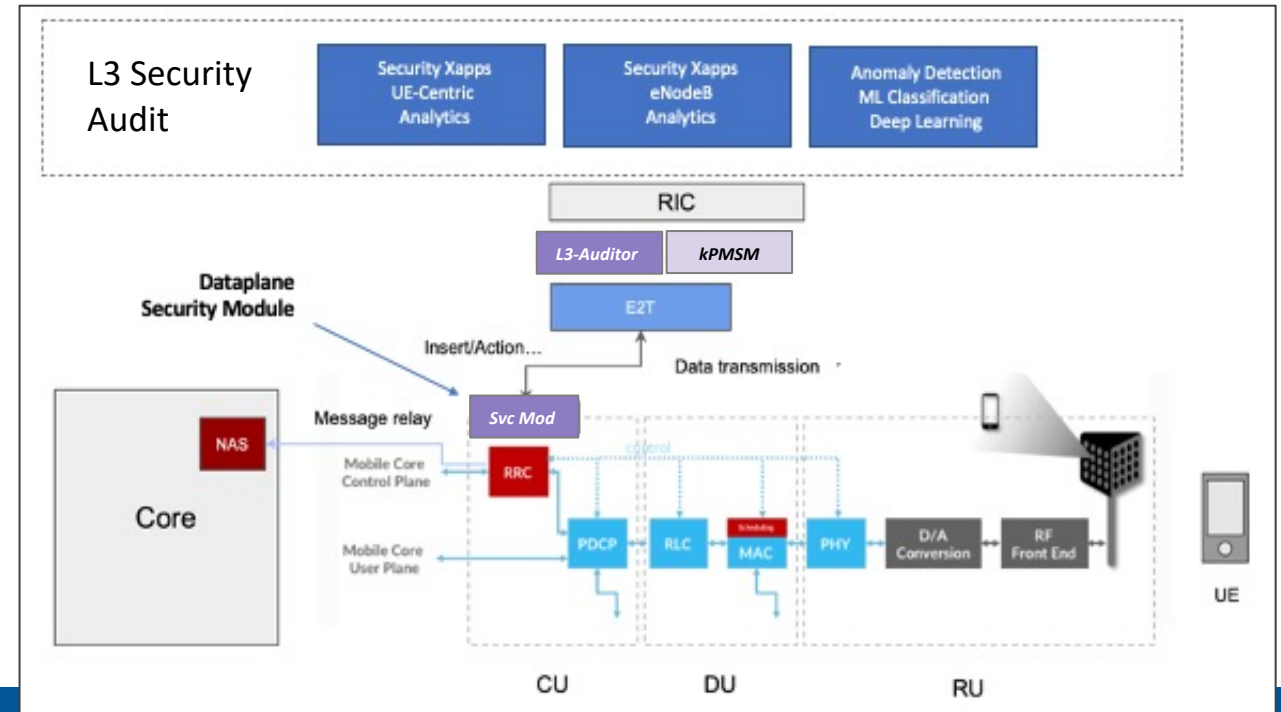 L3 Security
Audit
Security Xapps
UE-Centric
Analytics
Security Xapps
eNodeB
Analytics
Anomaly Detection
ML Classification
Deep Learning
RIC
L3-Auditor
kPMSM
E2T
Dataplane
Security Module
Insert/Action...
Data transmission
Svc Mod
Message relay
NAS
Core
Mobile Core
Control Plane
Mobile Core
User Plane
RRC
control
PDCP
RLC
Scheduling
MAC
PHY
D/A
Conversion
RF
Front End
UE
CU
DU
RU